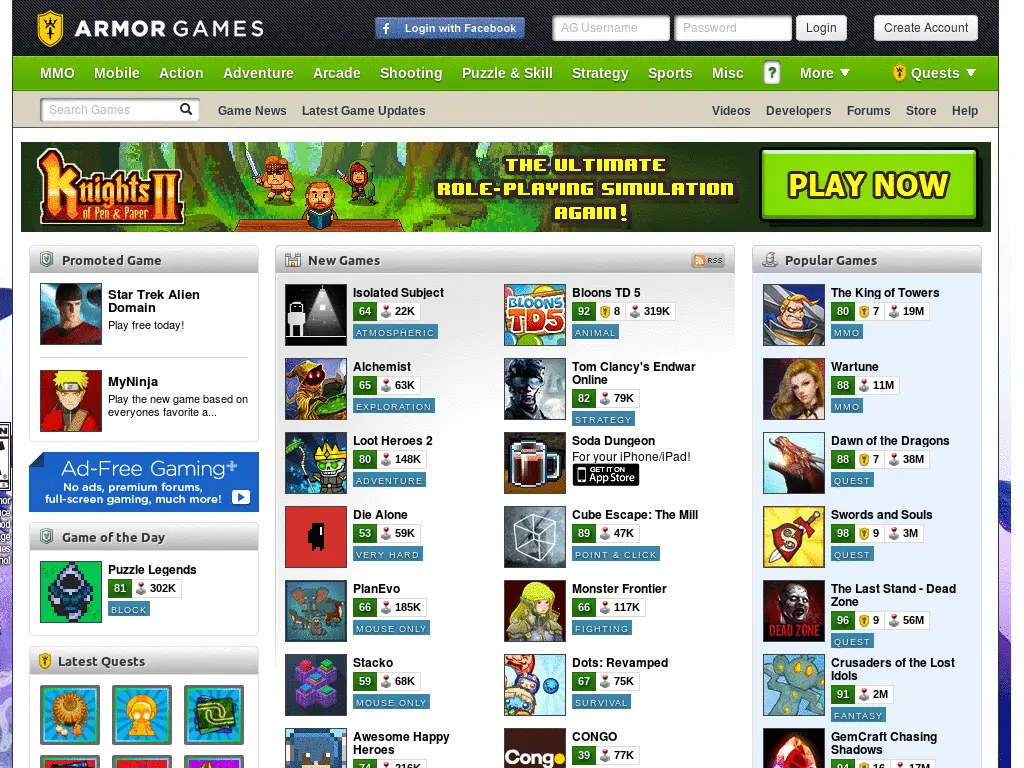 ARMOR GAMES
Login with Facebook
AG Username
Password
Login
Create Account
MMO
Mobile
Action
Adventure
Arcade
Shooting
Puzzle & Skill
Strategy
Sports
Misc
?
More
Quests
Search Games
Game News
Latest Game Updates
Videos
Developers
Forums
Store
Help
Knights II
of Pen & Paper
THE ULTIMATE
ROLE-PLAYING SIMULATION
AGAIN!
PLAY NOW
Promoted Game
Star Trek Alien
Domain
Play free today!
MyNinja
Play the new game based on
everyones favorite a...
Ad-Free Gaming+
No ads, premium forums,
full-screen gaming, much more!
Game of the Day
Puzzle Legends
81 302K
BLOCK
Latest Quests
New Games
RSS
Isolated Subject
64 22K
ATMOSPHERIC
Bloons TD 5
92 8 319K
ANIMAL
BLOONS
TD5
Alchemist
65 63K
EXPLORATION
Tom Clancy's Endwar
Online
82 79K
STRATEGY
Loot Heroes 2
80 148K
ADVENTURE
Soda Dungeon
For your iPhone/iPad!
GET IT ON
App Store
Die Alone
53 59K
VERY HARD
Cube Escape: The Mill
89 47K
POINT & CLICK
PlanEvo
66 185K
MOUSE ONLY
Monster Frontier
66 117K
FIGHTING
Stacko
59 68K
MOUSE ONLY
Dots: Revamped
67 75K
SURVIVAL
Awesome Happy
Heroes
74 216K
CONGO
39 77K
Congo
Popular Games
The King of Towers
80 7 19M
MMO
Wartune
88 11M
MMO
Dawn of the Dragons
88 7 38M
QUEST
Swords and Souls
98 9 3M
QUEST
The Last Stand - Dead
Zone
96 9 56M
QUEST
DEAD ZONE
Crusaders of the Lost
Idols
91 2M
FANTASY
GemCraft Chasing
Shadows
94 16 17M